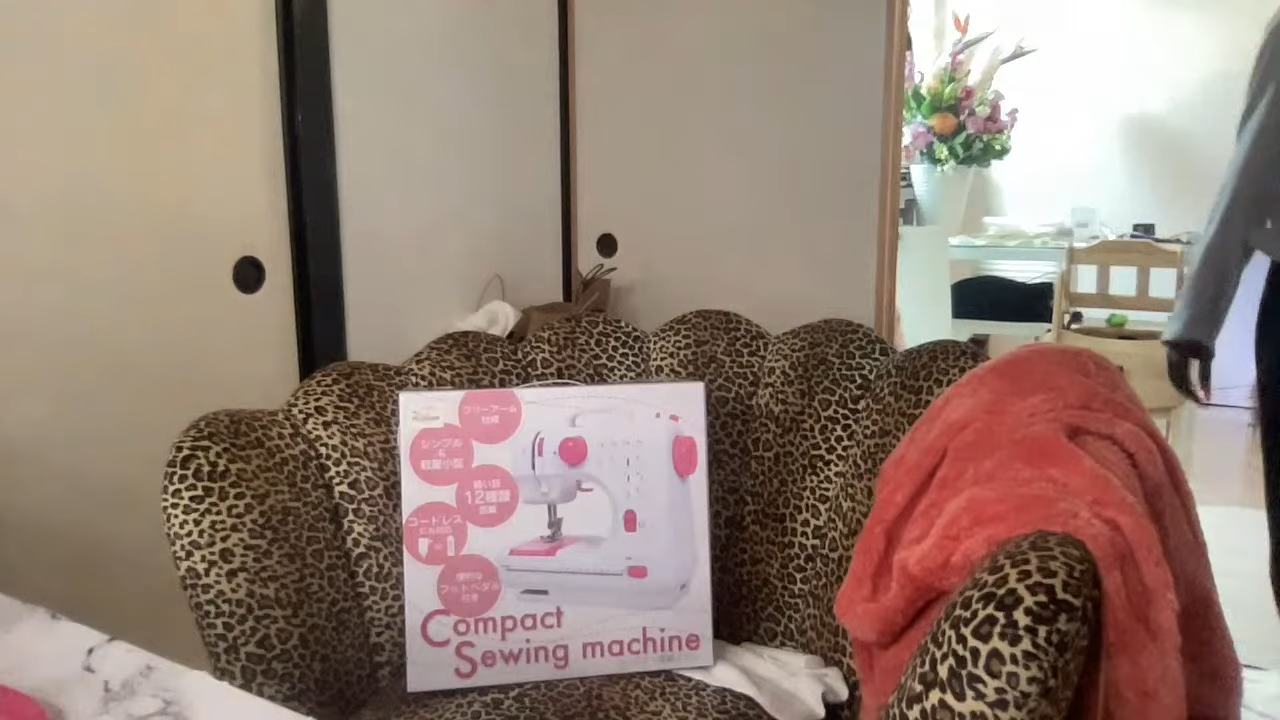 フリーアーム
仕様
シンプル
&
軽量小型
縫い目
12種類
搭載
コードレス
便利な
フットペダル
付き
Compact
Sewing machine